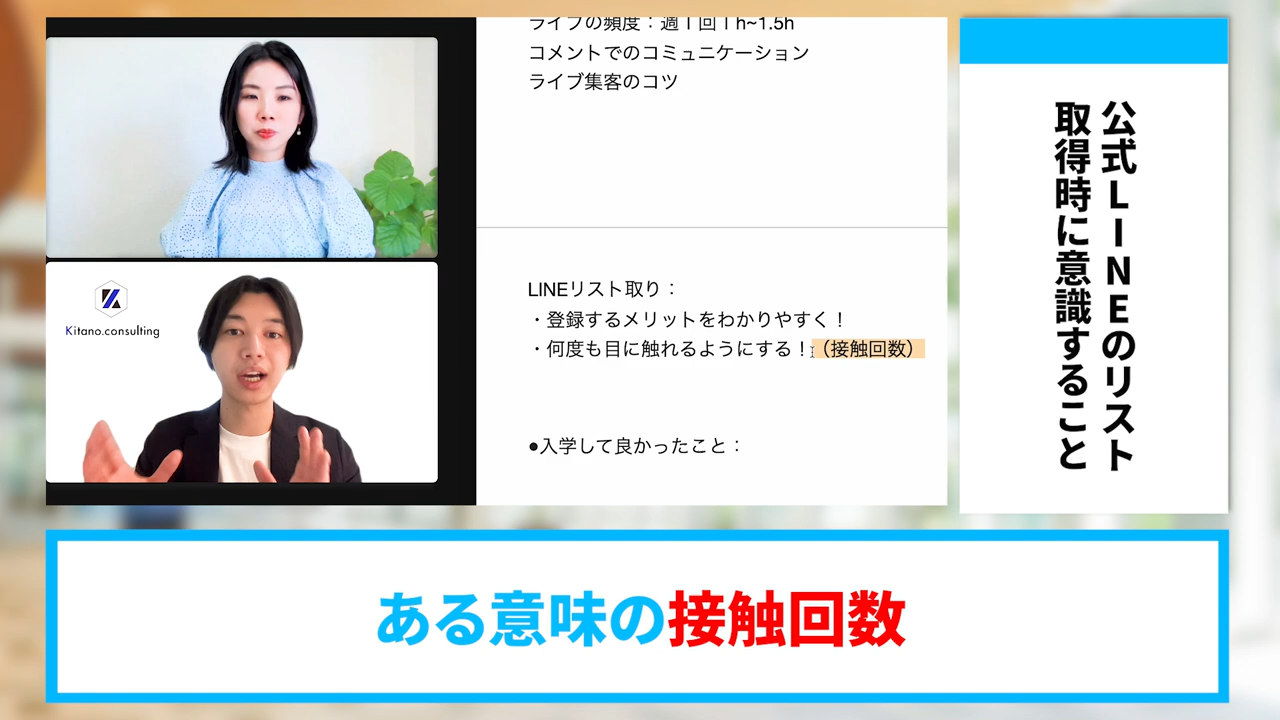 ライブの頻度：週1回1h~1.5h
コメントでのコミュニケーション
ライブ集客のコツ
Kitano.consulting
LINEリスト取り：
・登録するメリットをわかりやすく！
・何度も目に触れるようにする！（接触回数）
●入学して良かったこと：
公式LINEのリスト
取得時に意識すること
ある意味の接触回数